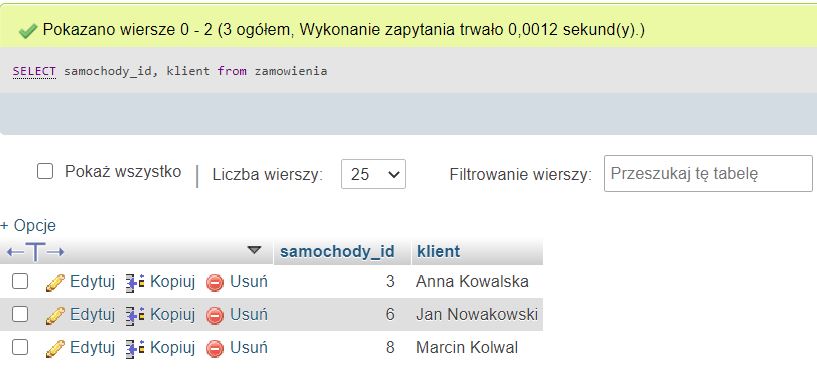 Pokazano wiersze 0 - 2 (3 ogółem, Wykonanie zapytania trwało 0,0012 sekund(y).)
SELECT samochody_id, klient from zamowienia
Pokaż wszystko | Liczba wierszy: 25 Filtrowanie wierszy: Przeszukaj tę tabelę
+ Opcje
←T→ samochody_id klient
Edytuj Kopiuj Usuń 3 Anna Kowalska
Edytuj Kopiuj Usuń 6 Jan Nowakowski
Edytuj Kopiuj Usuń 8 Marcin Kolwal